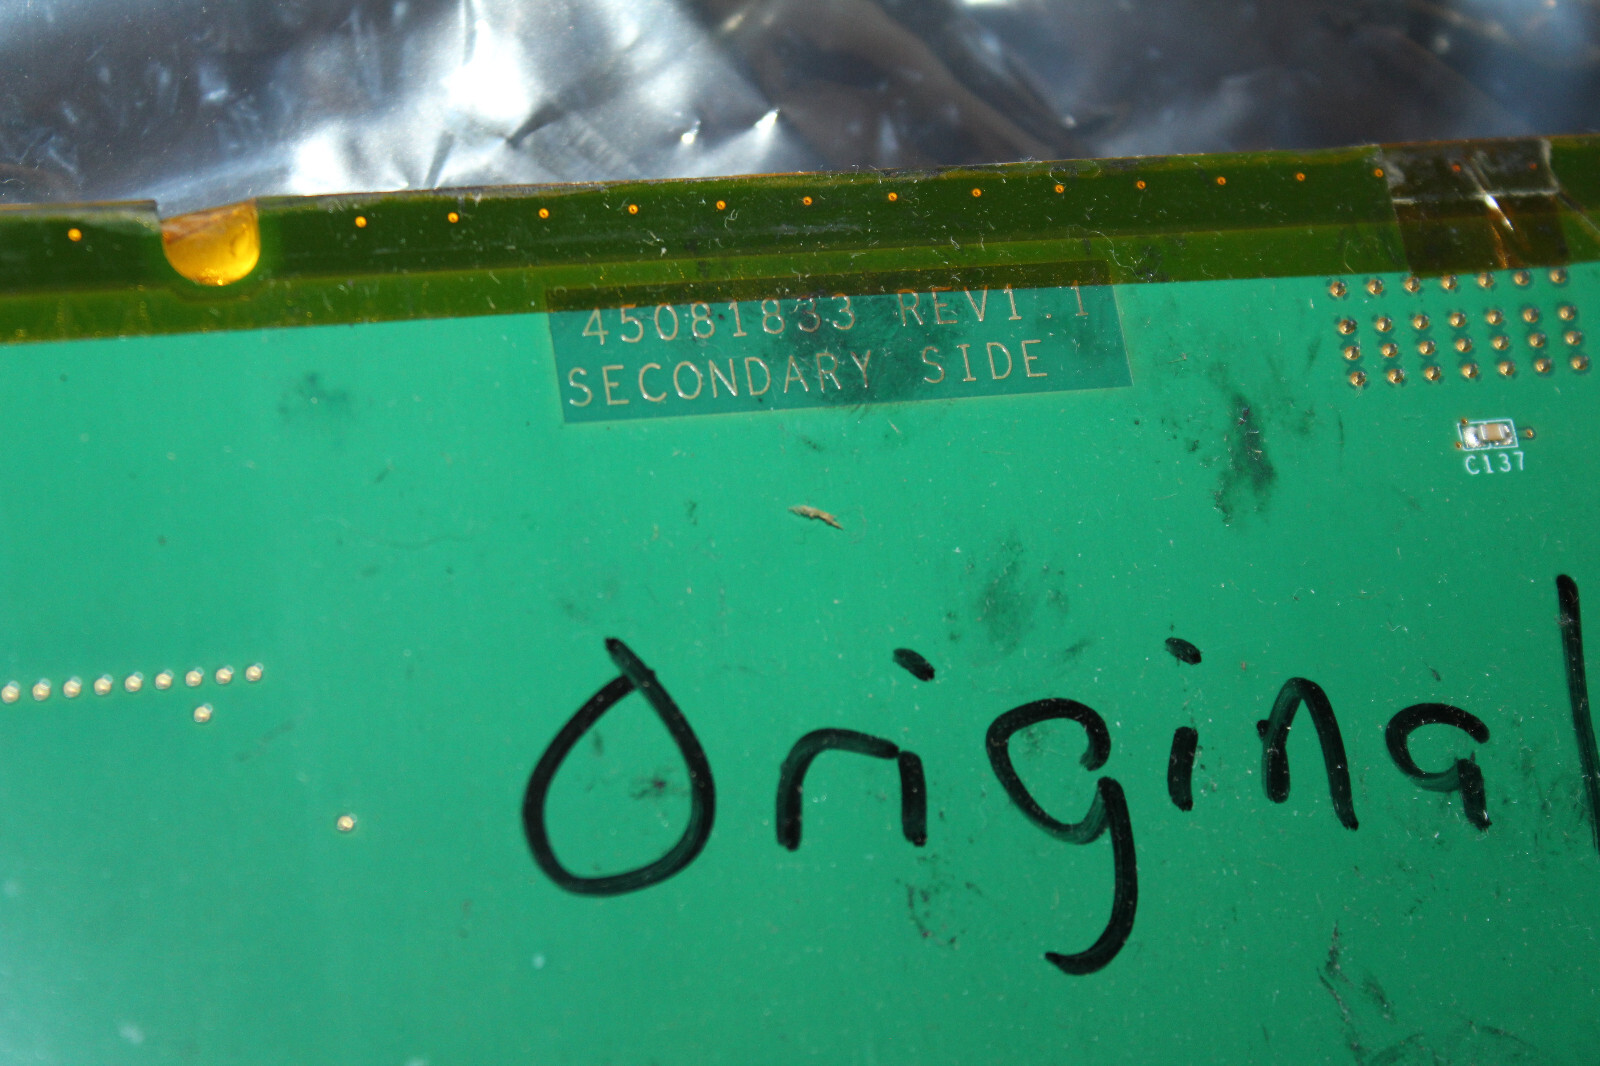 45081833 REV1.1
SECONDARY SIDE
C137
Original